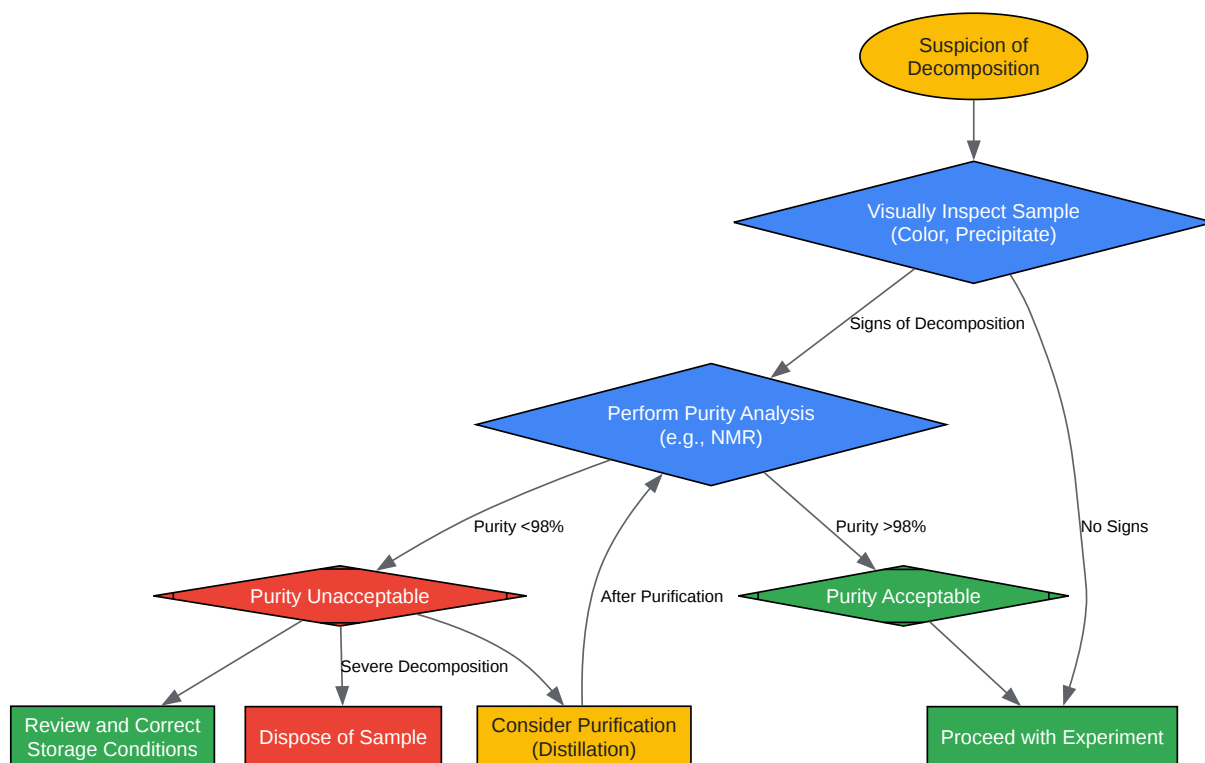 Suspicion of
Decomposition
Visually Inspect Sample
(Color, Precipitate)
Signs of Decomposition
Perform Purity Analysis
(e.g., NMR)
Purity <98%
Purity >98%
No Signs
Purity Unacceptable
After Purification
Purity Acceptable
Severe Decomposition
Review and Correct
Storage Conditions
Dispose of Sample
Consider Purification
(Distillation)
Proceed with Experiment